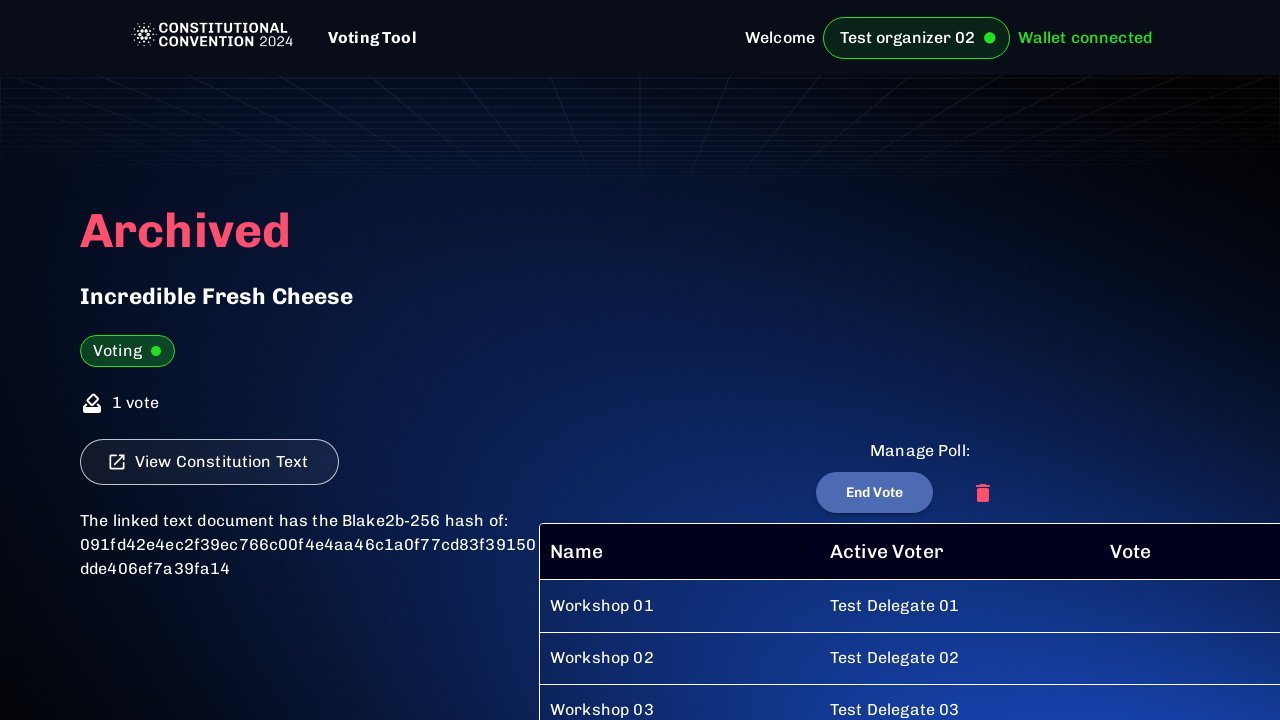 CONSTITUTIONAL
CONVENTION 2024
Voting Tool
Welcome
Test organizer 02
Wallet connected
Archived
Incredible Fresh Cheese
Voting
1 vote
View Constitution Text
The linked text document has the Blake2b-256 hash of:
091fd42e4ec2f39ec766c00f4e4aa46c1a0f77cd83f39150
dde406ef7a39fa14
Manage Poll:
End Vote
Name Active Voter Vote
Workshop 01 Test Delegate 01
Workshop 02 Test Delegate 02
Workshop 03 Test Delegate 03